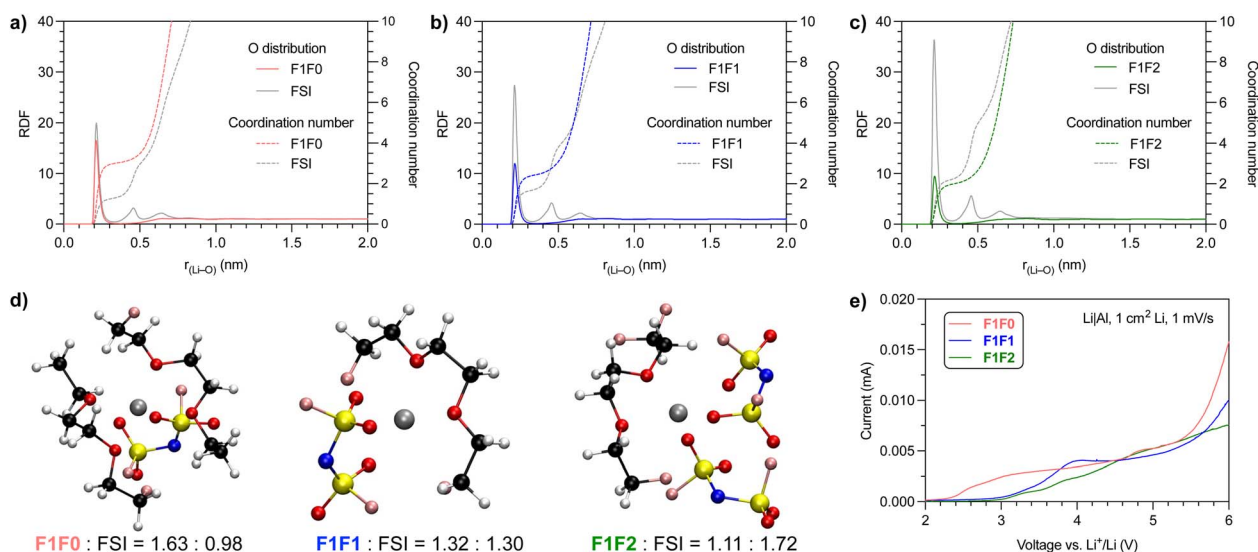 a)
40
30
20
10
0
RDF
10
8
6
4
2
0
Coordination number
O distribution
F1F0
FSI
Coordination number
F1F0
FSI
0.0
0.5
1.0
1.5
2.0
r(Li–O) (nm)
b)
40
30
20
10
0
RDF
10
8
6
4
2
0
Coordination number
O distribution
F1F1
FSI
Coordination number
F1F1
FSI
0.0
0.5
1.0
1.5
2.0
r(Li–O) (nm)
c)
40
30
20
10
0
RDF
10
8
6
4
2
0
Coordination number
O distribution
F1F2
FSI
Coordination number
F1F2
FSI
0.0
0.5
1.0
1.5
2.0
r(Li–O) (nm)
d)
F1F0 : FSI = 1.63 : 0.98
F1F1 : FSI = 1.32 : 1.30
F1F2 : FSI = 1.11 : 1.72
e)
0.020
0.015
0.010
0.005
0.000
Current (mA)
F1F0
F1F1
F1F2
Li|Al, 1 cm² Li, 1 mV/s
2
3
4
5
6
Voltage vs. Li⁺/Li (V)